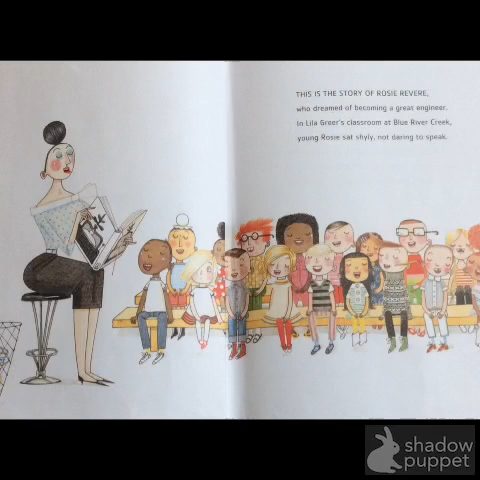 THIS IS THE STORY OF ROSIE REVERE,
who dreamed of becoming a great engineer.
In Lila Greer's classroom at Blue River Creek,
young Rosie sat shyly, not daring to speak.
shadow
puppet